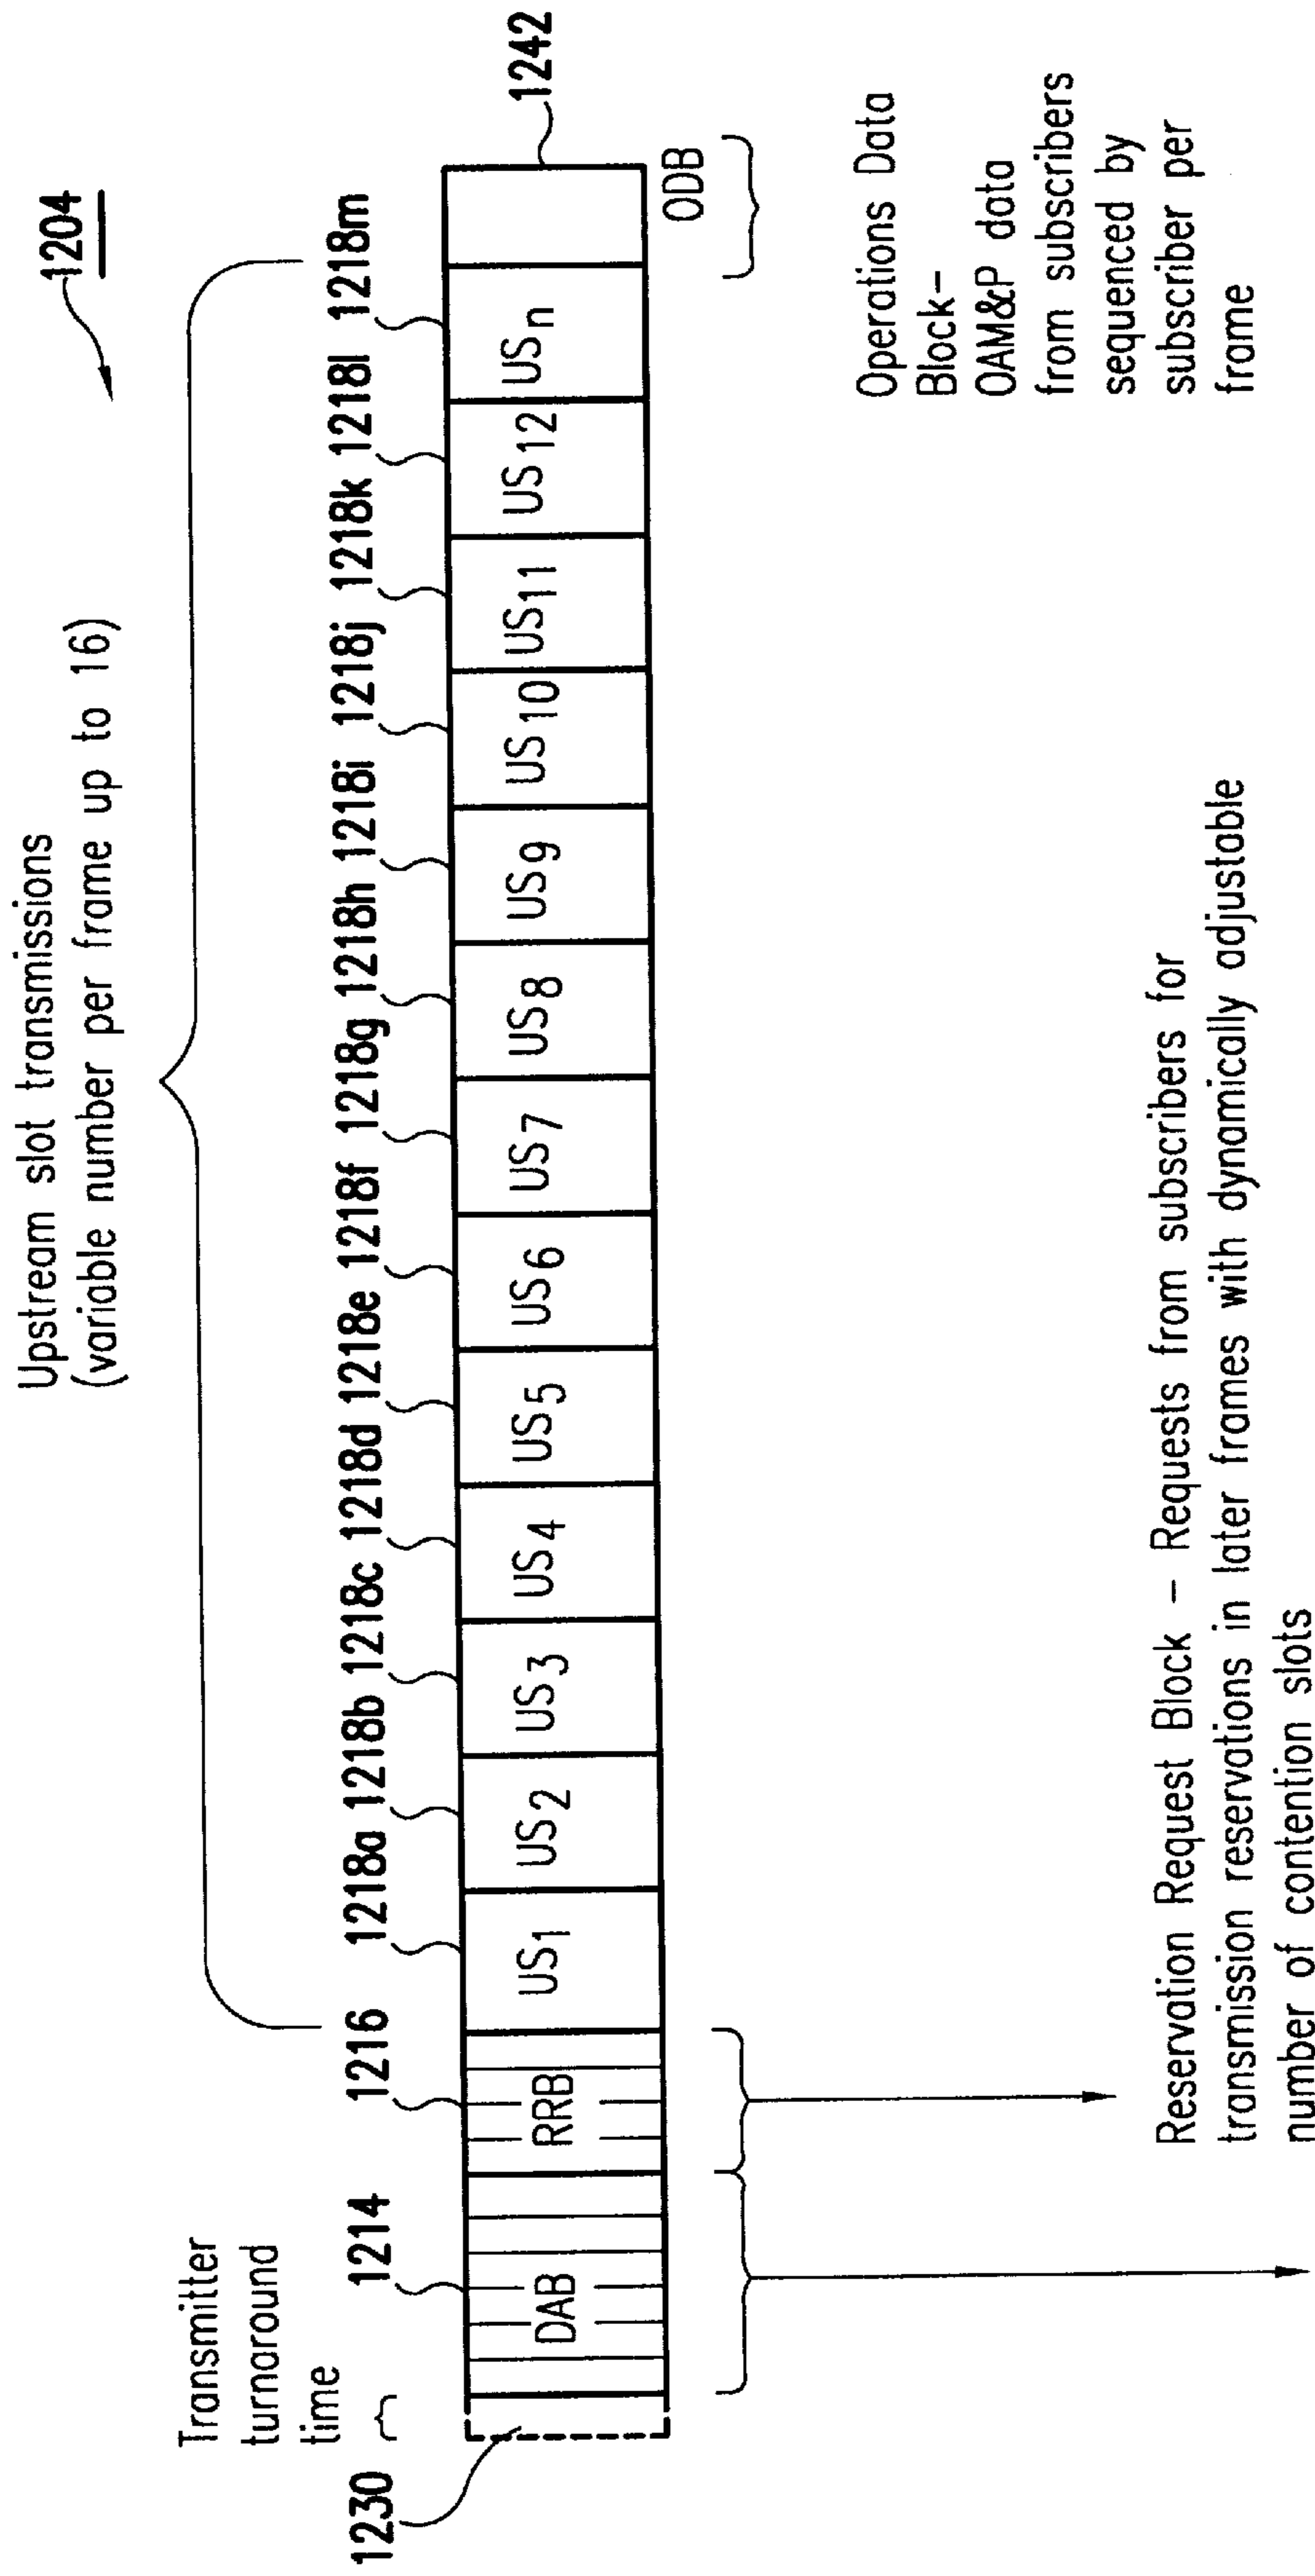 1204
Upstream slot transmissions
(variable number per frame up to 16)
Transmitter
turnaround
time
1230
1214
1216
1218a
1218b
1218c
1218d
1218e
1218f
1218g
1218h
1218i
1218j
1218k
1218l
1218m
DAB
RRB
US1
US2
US3
US4
US5
US6
US7
US8
US9
US10
US11
US12
USn
1242
ODB
Operations Data
Block–
OAM&P data
from subscribers
sequenced by
subscriber per
frame
Reservation Request Block – Requests from subscribers for
transmission reservations in later frames with dynamically adjustable
number of contention slots